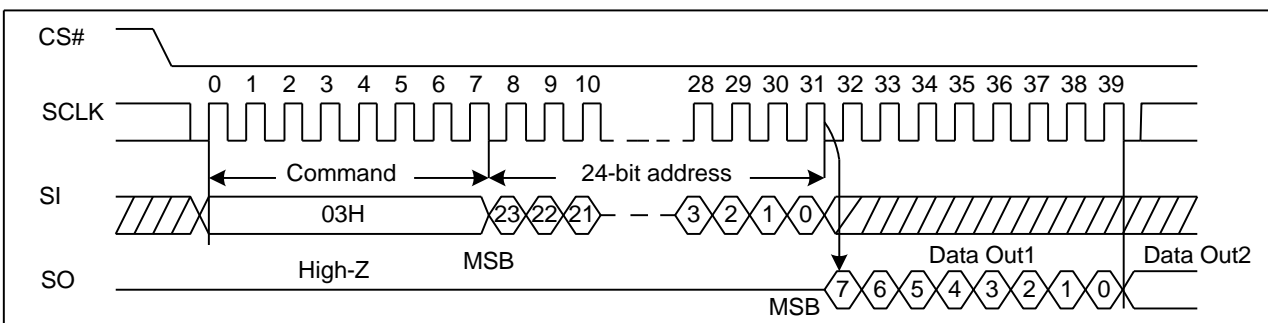 CS#
0 1 2 3 4 5 6 7 8 9 10 28 29 30 31 32 33 34 35 36 37 38 39
SCLK
Command 24-bit address
SI 03H 23 22 21 3 2 1 0
High-Z MSB Data Out1 Data Out2
SO MSB 7 6 5 4 3 2 1 0